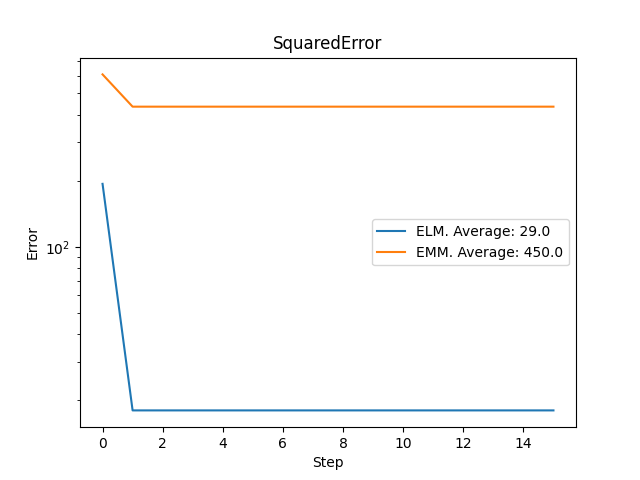 SquaredError
Error
10²
ELM. Average: 29.0
EMM. Average: 450.0
0 2 4 6 8 10 12 14
Step